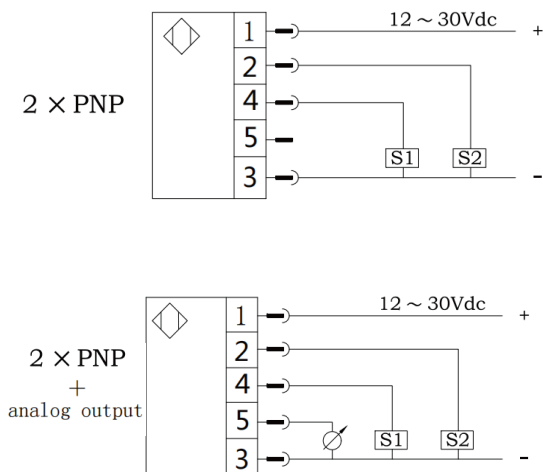 12～30Vdc
1 +
2
2×PNP
4
5
S1 S2
3 -
12～30Vdc
1 +
2
2×PNP
+
4
analog output
5
S1 S2
3 -